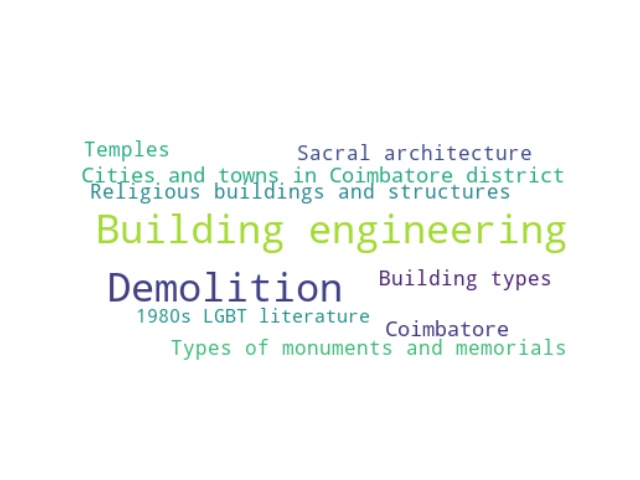 Temples
Sacral architecture
Cities and towns in Coimbatore district
Religious buildings and structures
Building engineering
Demolition
Building types
1980s LGBT literature
Coimbatore
Types of monuments and memorials